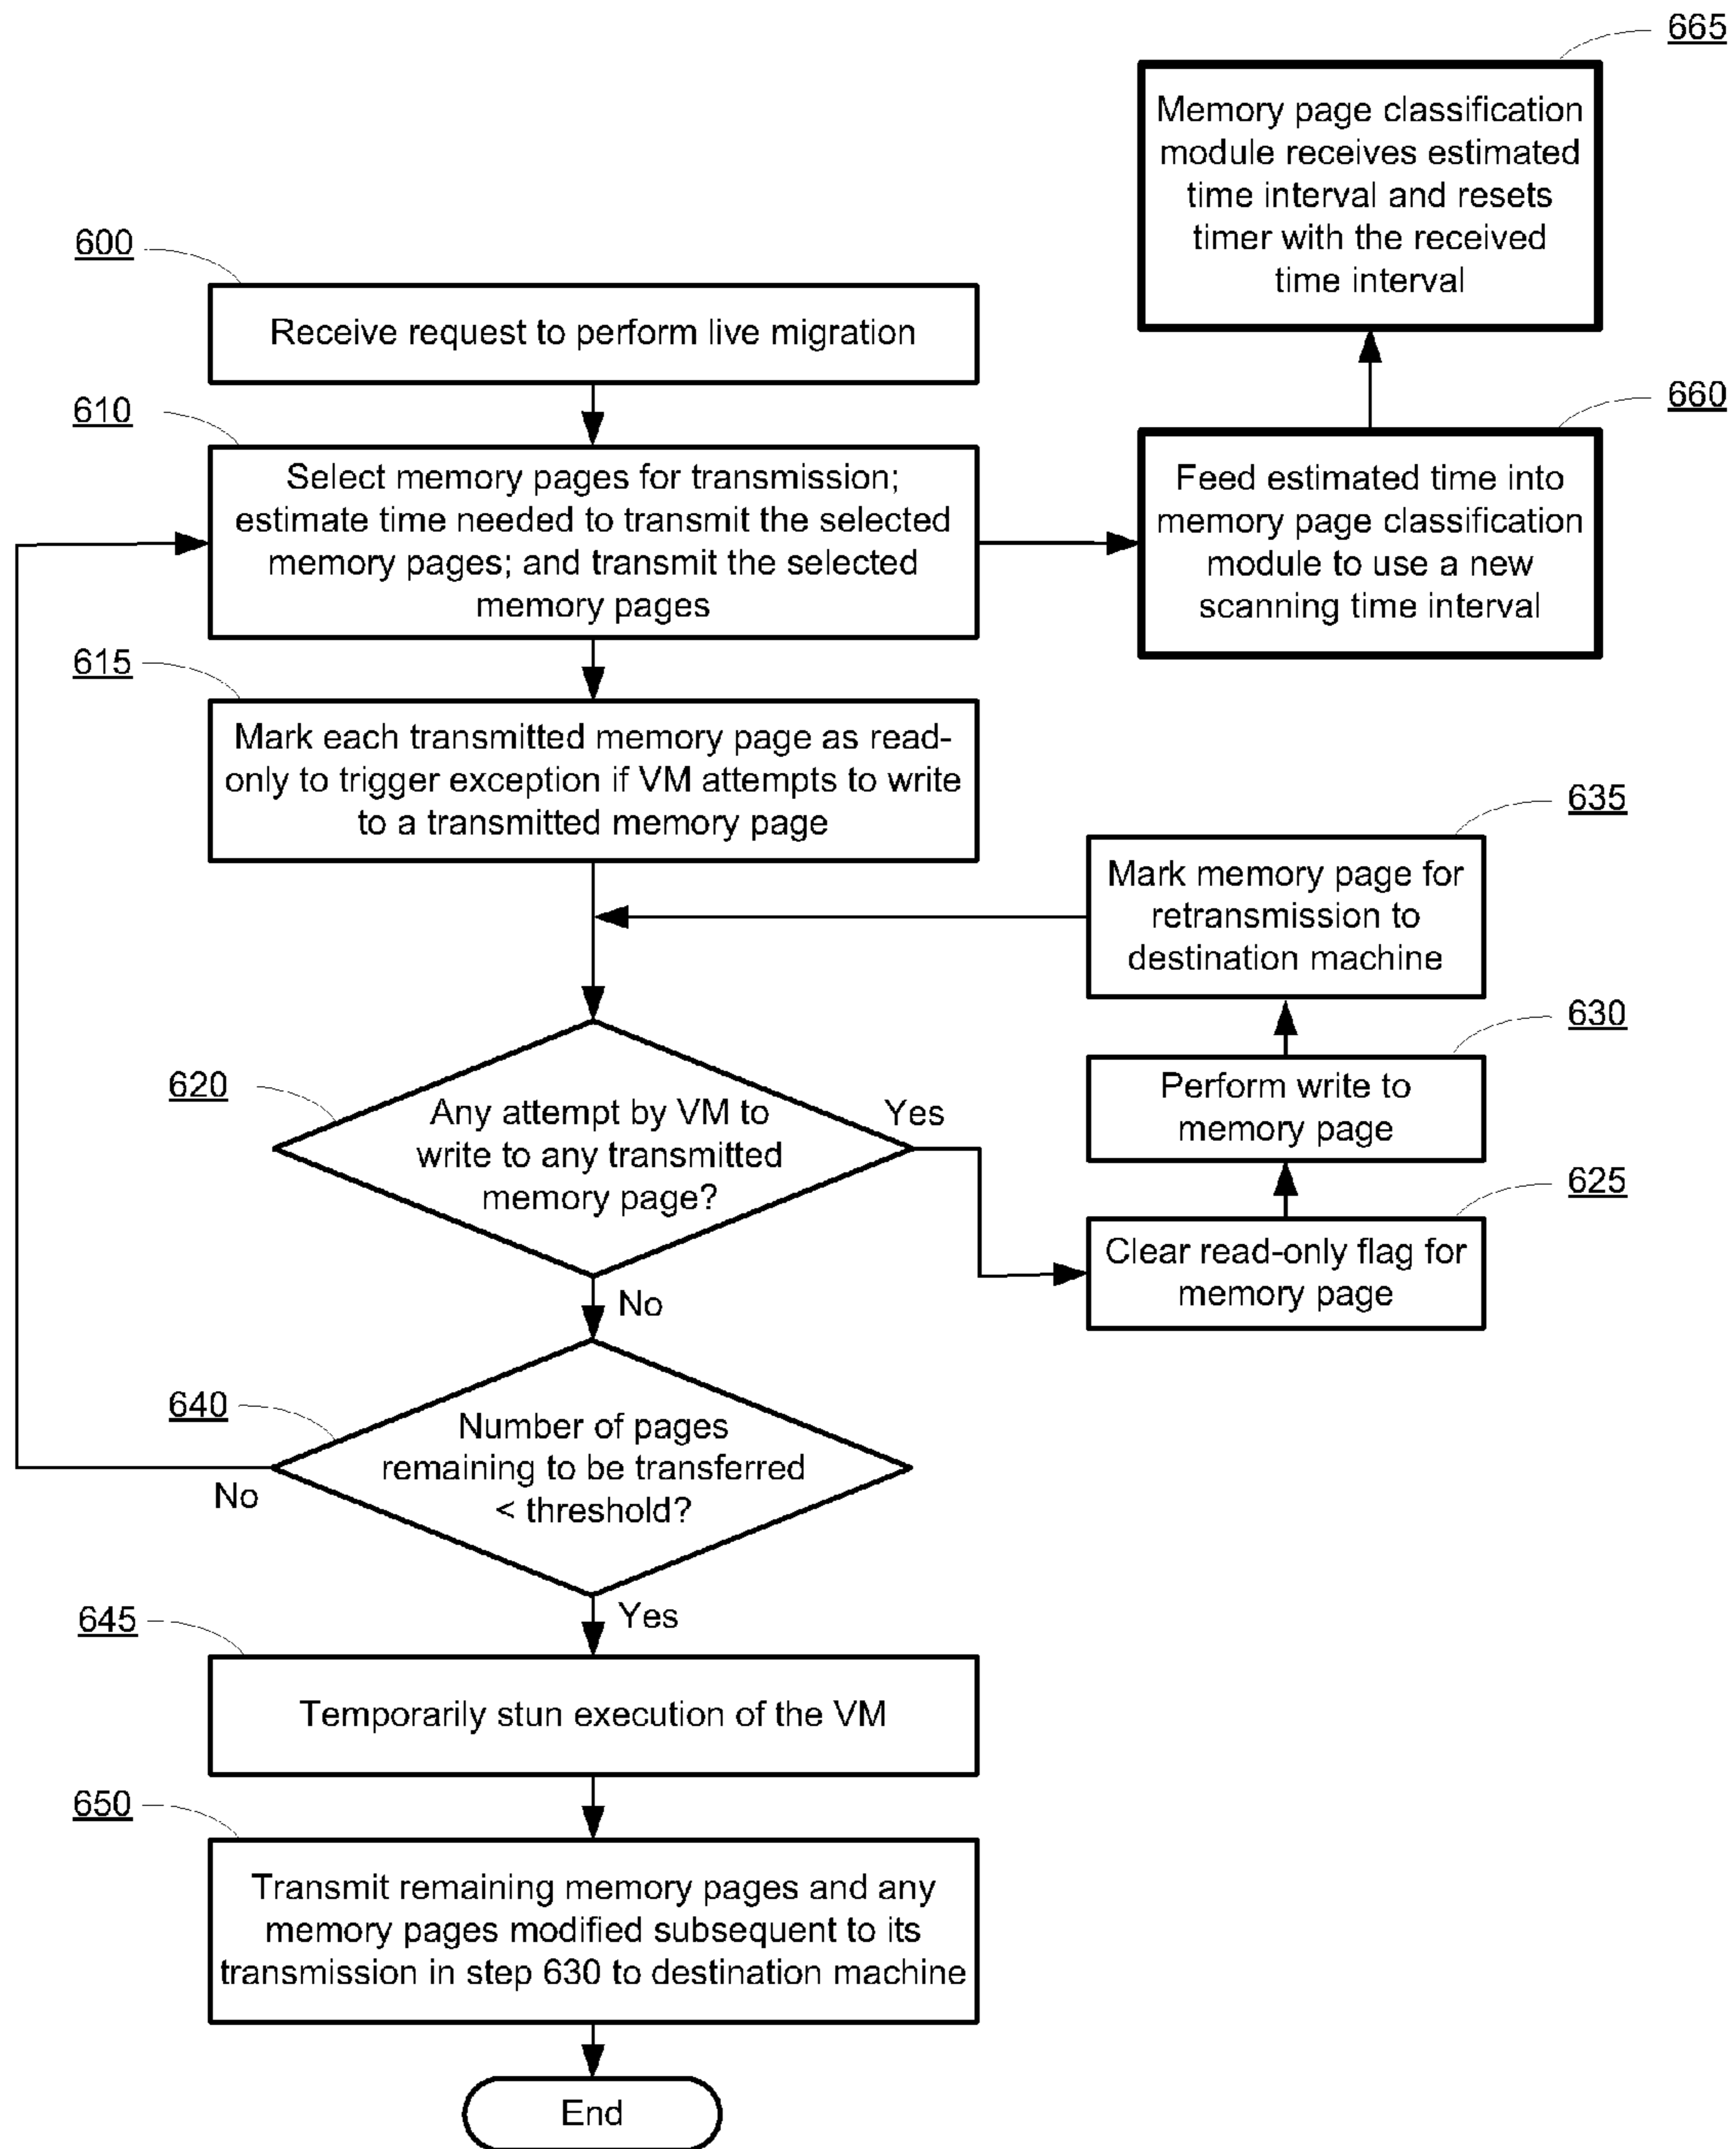 665
Memory page classification
module receives estimated
time interval and resets
timer with the received
time interval
600
Receive request to perform live migration
610
Select memory pages for transmission;
estimate time needed to transmit the selected
memory pages; and transmit the selected
memory pages
660
Feed estimated time into
memory page classification
module to use a new
scanning time interval
615
Mark each transmitted memory page as read-
only to trigger exception if VM attempts to write
to a transmitted memory page
635
Mark memory page for
retransmission to
destination machine
630
Perform write to
memory page
620
Any attempt by VM to
write to any transmitted
memory page?
Yes
625
Clear read-only flag for
memory page
No
640
Number of pages
remaining to be transferred
< threshold?
No
Yes
645
Temporarily stun execution of the VM
650
Transmit remaining memory pages and any
memory pages modified subsequent to its
transmission in step 630 to destination machine
End